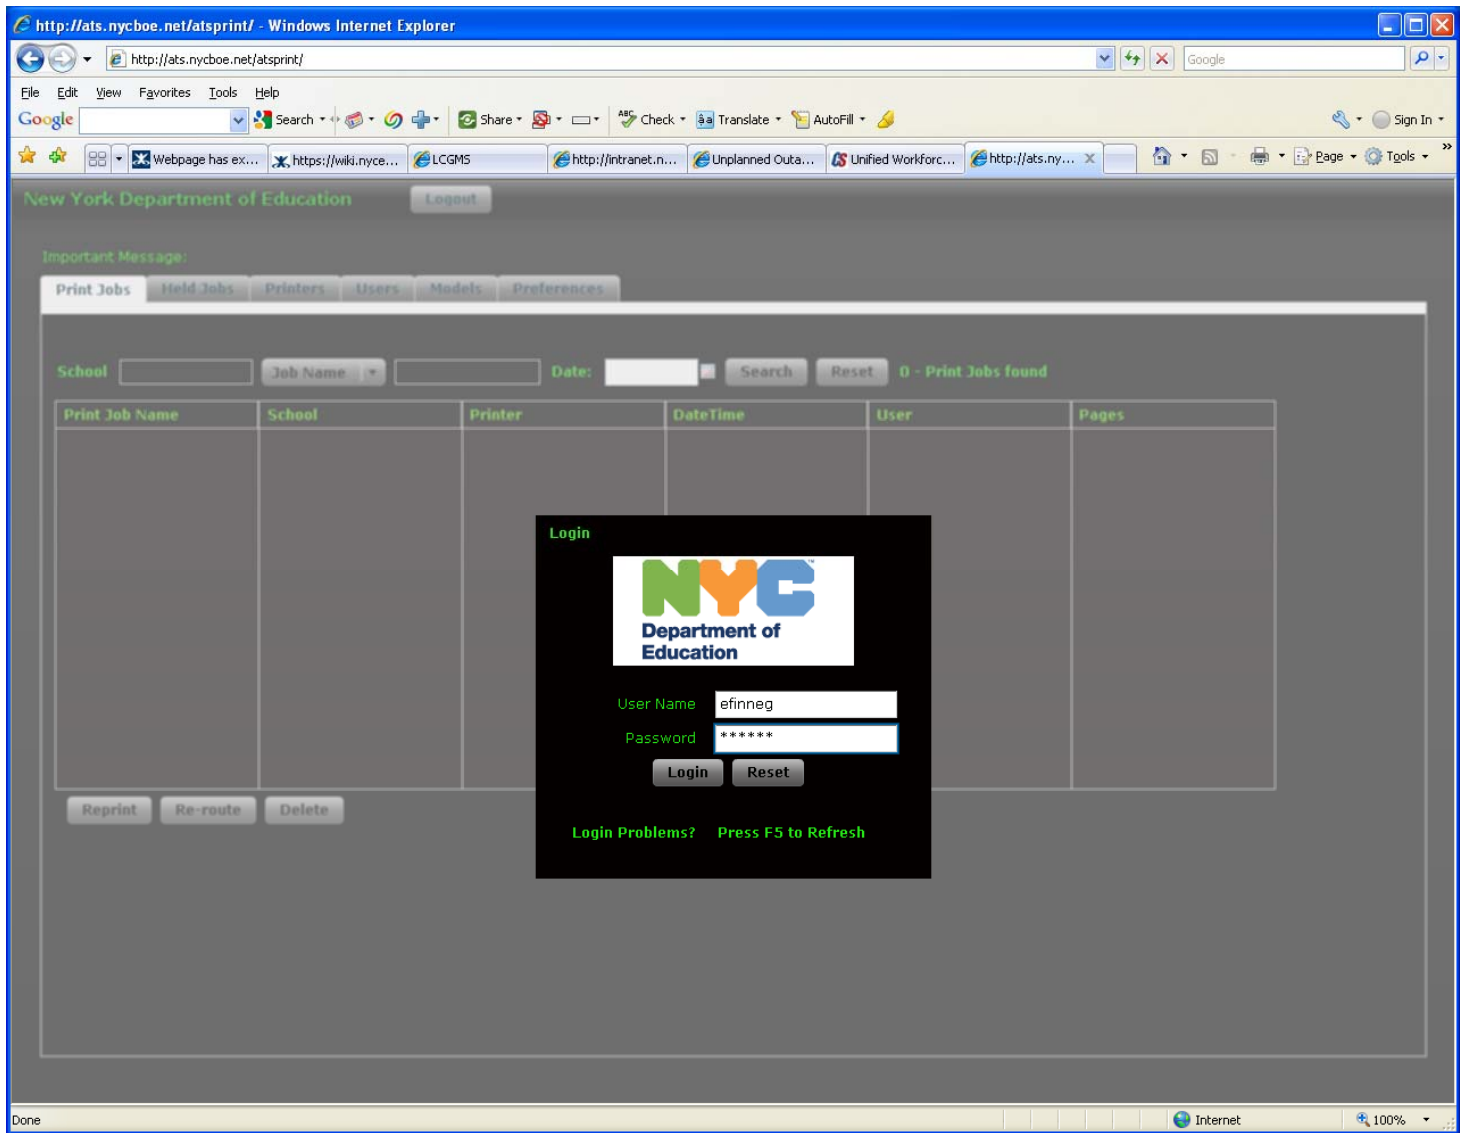 http://ats.nycboe.net/atsprint/ - Windows Internet Explorer
http://ats.nycboe.net/atsprint/
Google
File Edit View Favorites Tools Help
Google Search Share ABC Check Translate AutoFill Sign In
Webpage has ex... https://wiki.nyce... LCGMS http://intranet.n... Unplanned Outa... CS Unified Workforc... http://ats.ny... X Page Tools »
New York Department of Education Logout
Important Message:
Print Jobs Held Jobs Printers Users Models Preferences
School Job Name Date: Search Reset 0 - Print Jobs found
Print Job Name School Printer DateTime User Pages
Login
NYC™
Department of
Education
User Name efinneg
Password ******
Login Reset
Reprint Re-route Delete
Login Problems? Press F5 to Refresh
Done Internet 100%